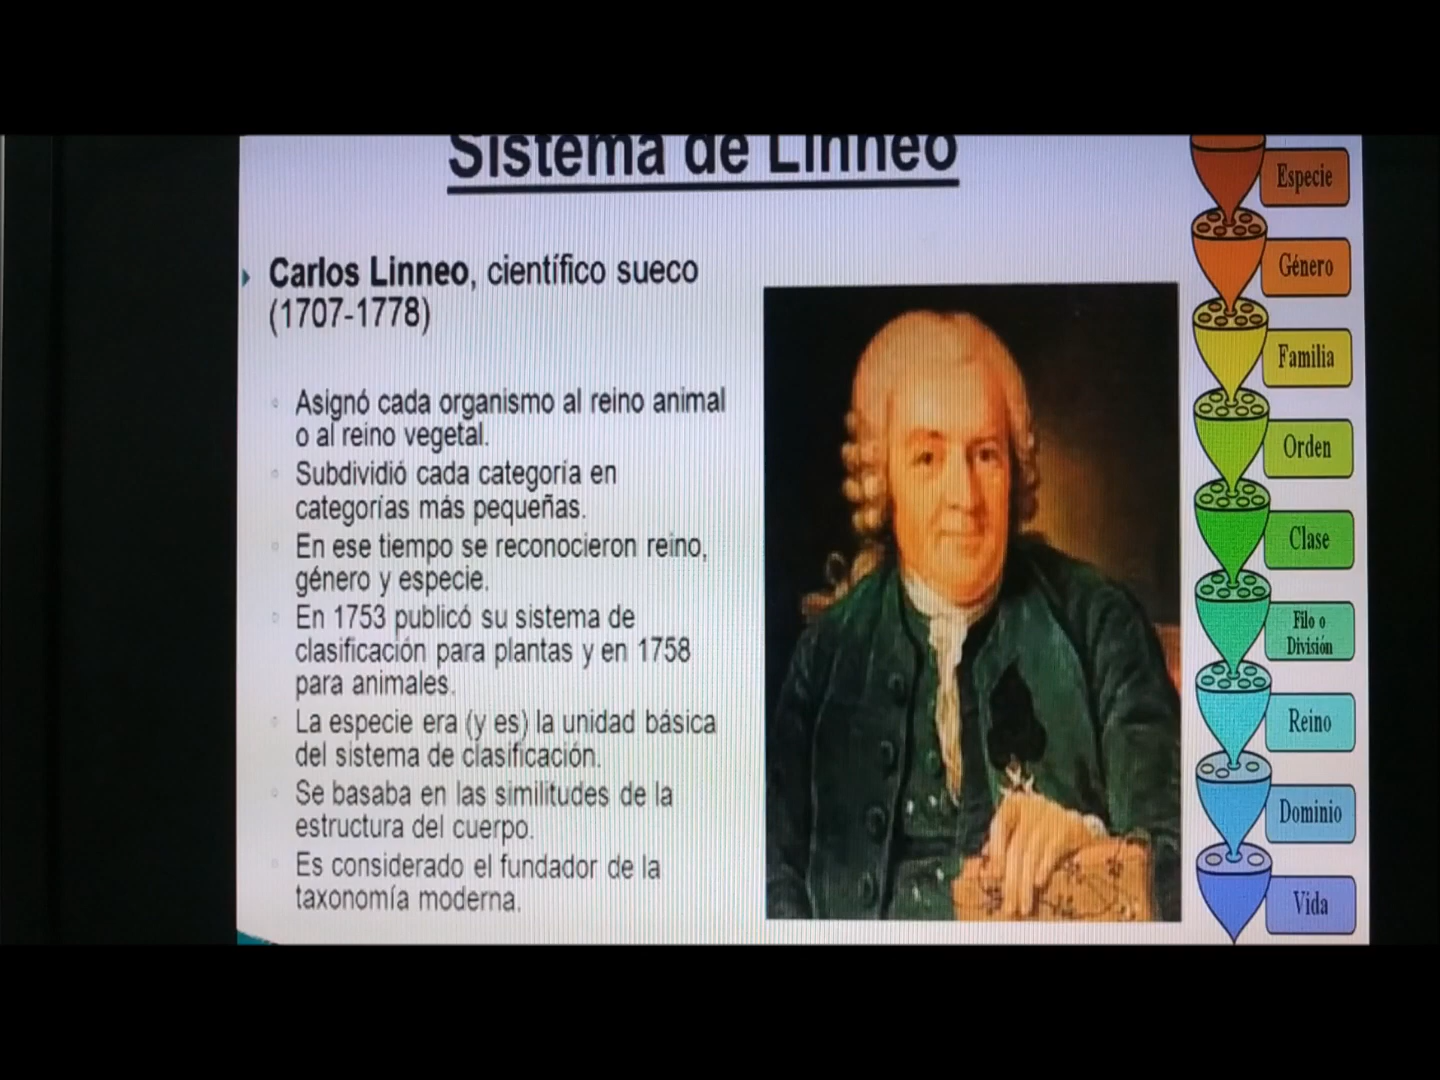 Sistema de Linneo
Carlos Linneo, científico sueco
(1707-1778)
Asignó cada organismo al reino animal
o al reino vegetal.
Subdividió cada categoría en
categorías más pequeñas.
En ese tiempo se reconocieron reino,
género y especie.
En 1753 publicó su sistema de
clasificación para plantas y en 1758
para animales.
La especie era (y es) la unidad básica
del sistema de clasificación.
Se basaba en las similitudes de la
estructura del cuerpo.
Es considerado el fundador de la
taxonomía moderna.
Especie
Género
Familia
Orden
Clase
Filo o
División
Reino
Dominio
Vida